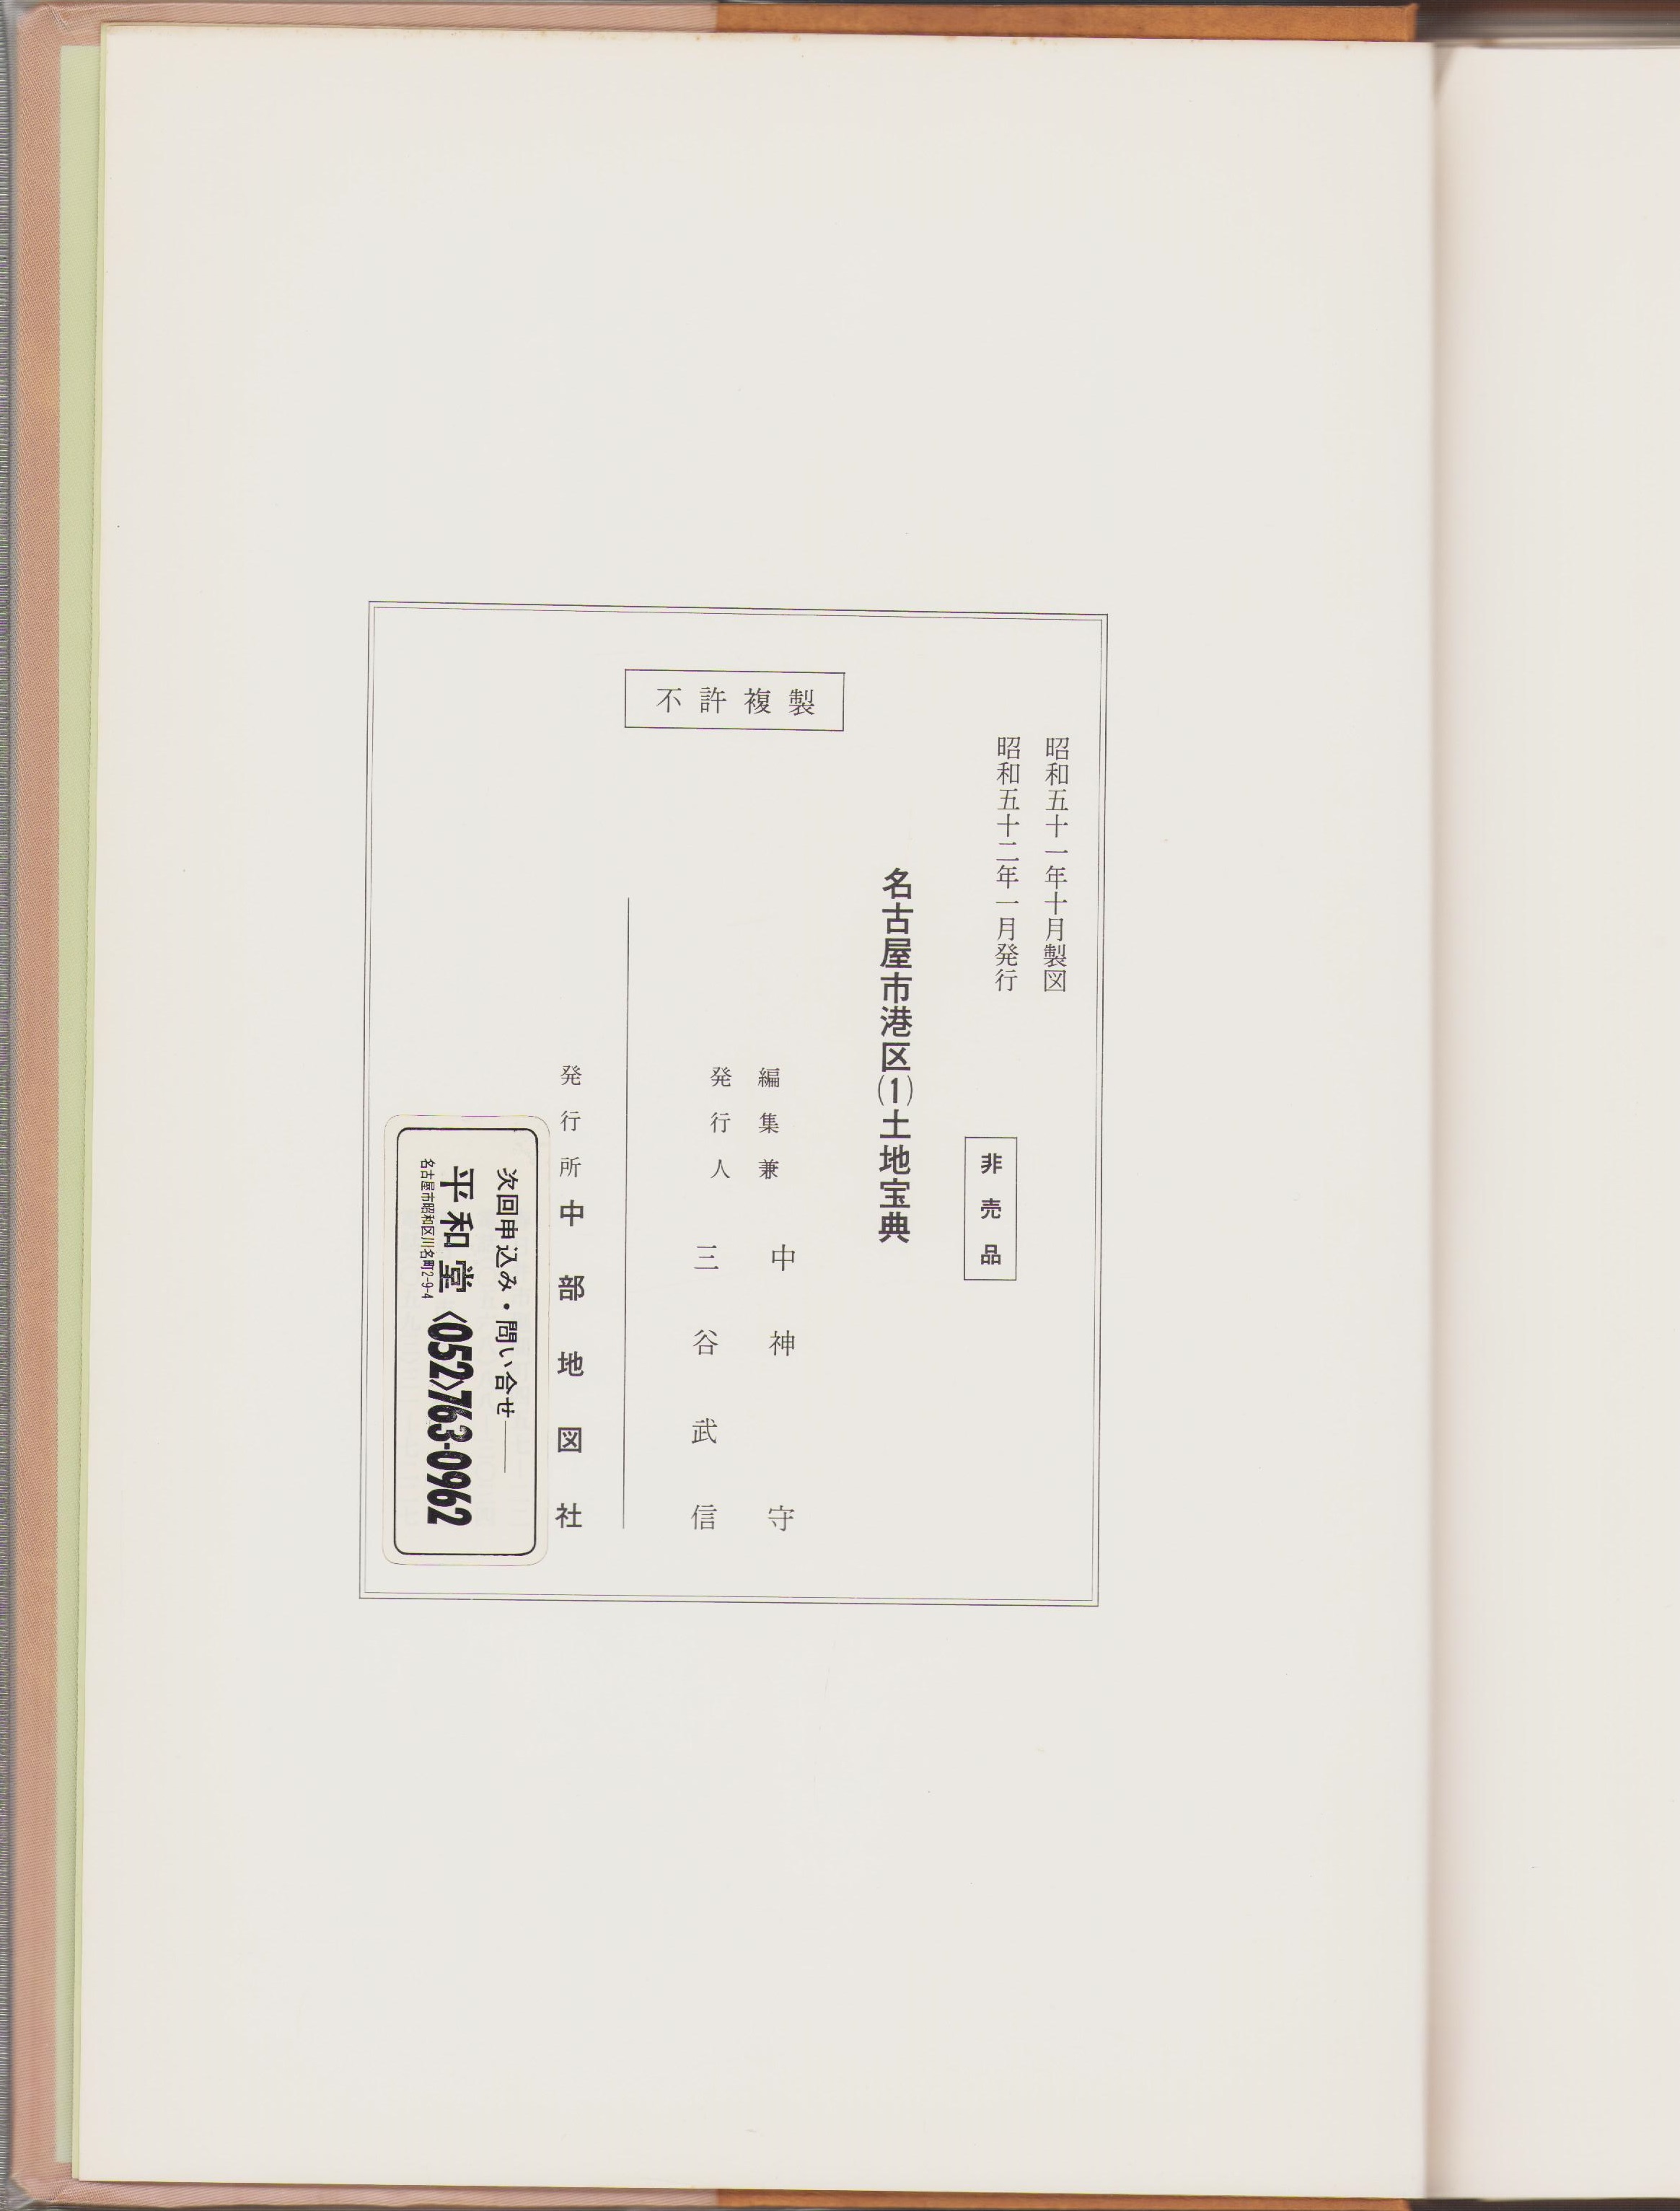 昭和五十一年十月製図
昭和五十二年一月発行
非売品
名古屋市港区(1)土地宝典
不許複製
編集兼
発行人
中神守
三谷武信
発行所 中部地図社
次回申込み・問い合せ——
平和堂〈052〉763-0962
名古屋市昭和区川名町2-9-4